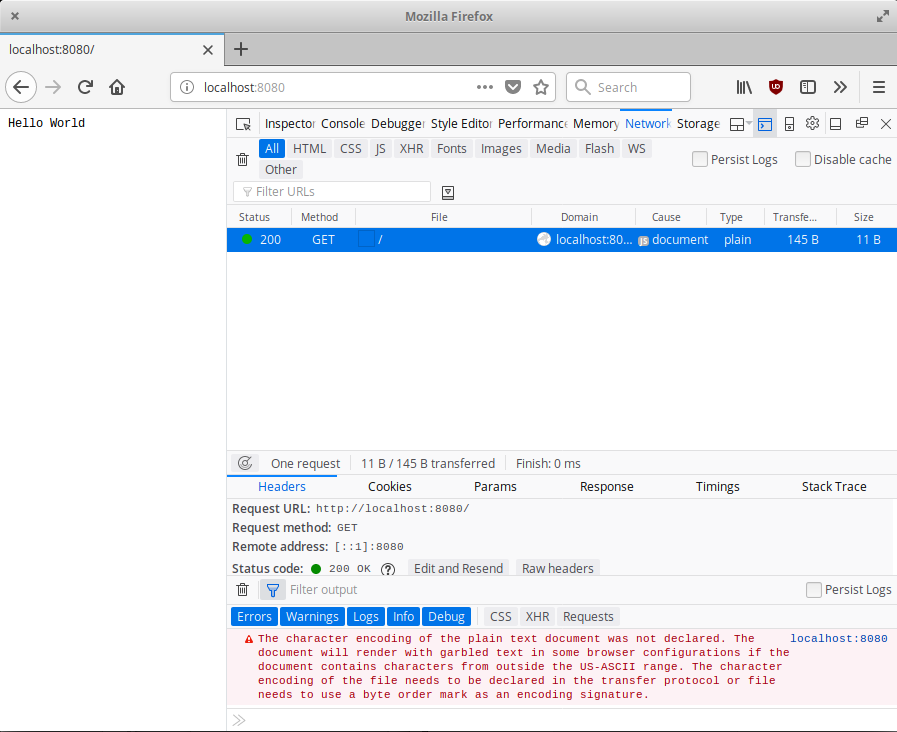 Mozilla Firefox
localhost:8080/
localhost:8080
Search
Hello World
Inspector Console Debugger Style Editor Performance Memory Network Storage
All HTML CSS JS XHR Fonts Images Media Flash WS
Persist Logs Disable cache
Other
Filter URLs
Status Method File Domain Cause Type Transfe... Size
200 GET / localhost:80... JS document plain 145 B 11 B
One request 11 B / 145 B transferred Finish: 0 ms
Headers Cookies Params Response Timings Stack Trace
Request URL: http://localhost:8080/
Request method: GET
Remote address: [::1]:8080
Status code: 200 OK ? Edit and Resend Raw headers
Filter output Persist Logs
Errors Warnings Logs Info Debug CSS XHR Requests
The character encoding of the plain text document was not declared. The localhost:8080
document will render with garbled text in some browser configurations if the
document contains characters from outside the US-ASCII range. The character
encoding of the file needs to be declared in the transfer protocol or file
needs to use a byte order mark as an encoding signature.